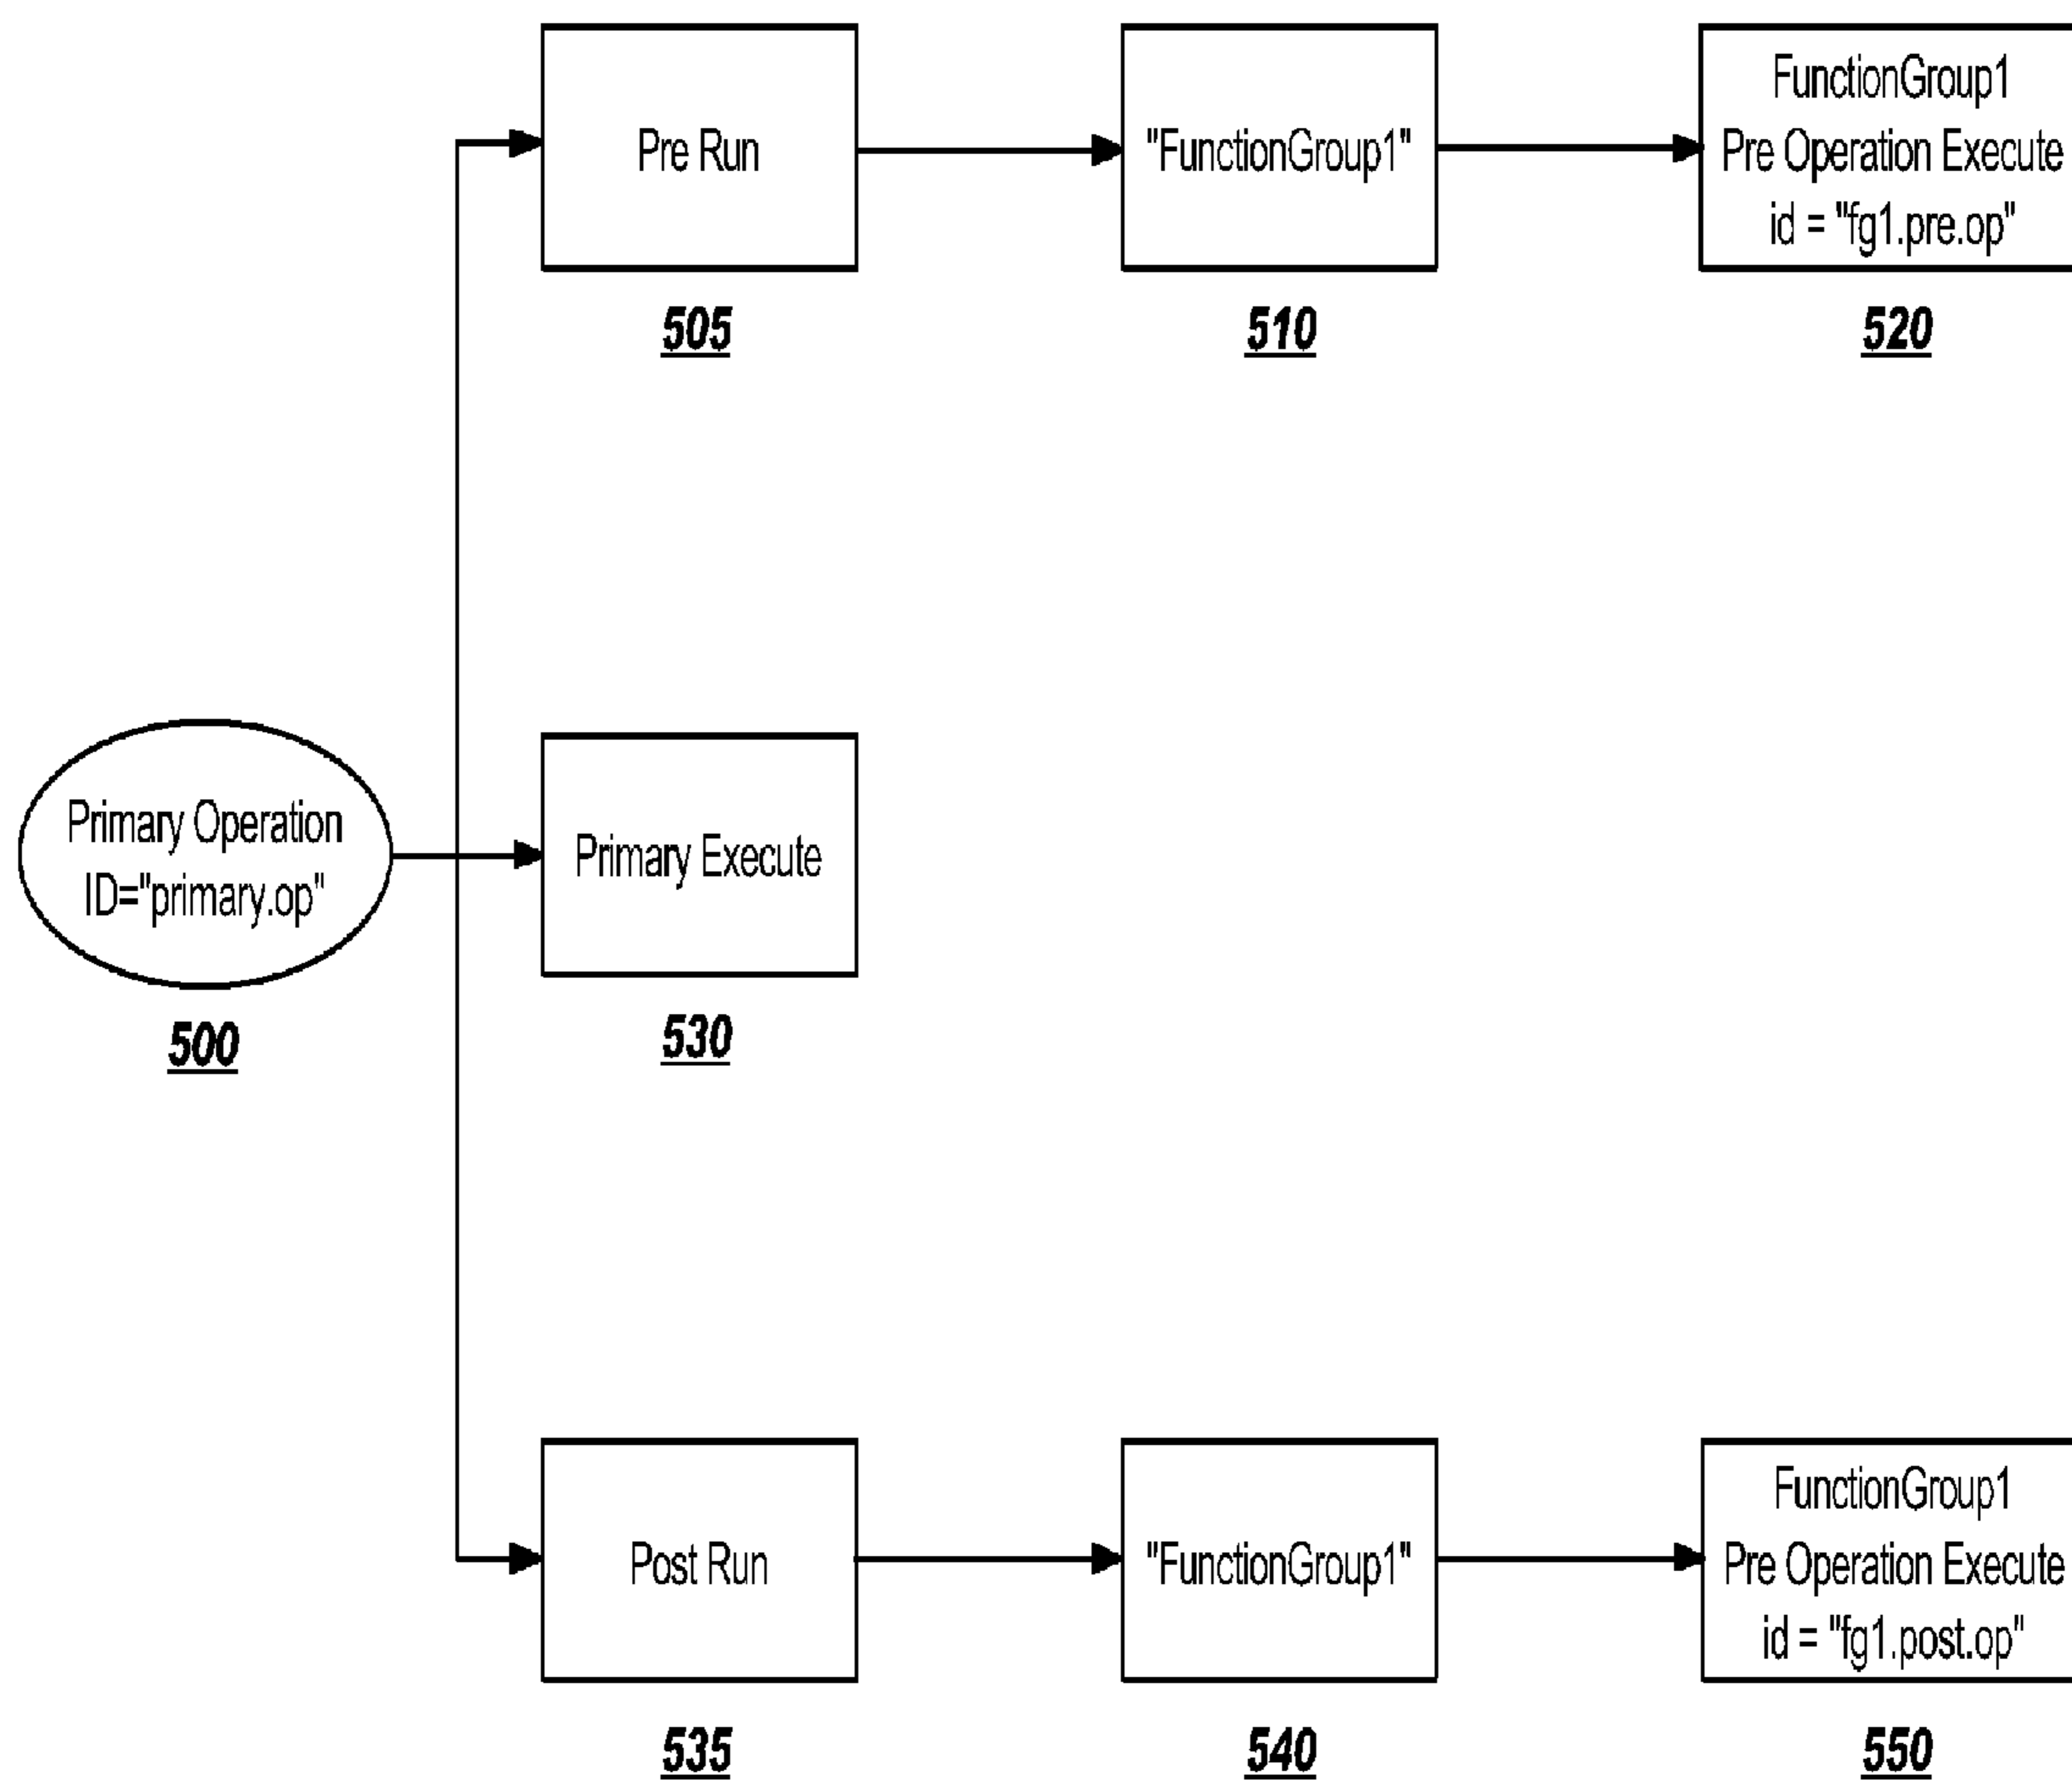 Pre Run
505
"FunctionGroup1"
510
FunctionGroup1
Pre Operation Execute
id = "fg1.pre.op"
520
Primary Operation
ID="primary.op"
500
Primary Execute
530
Post Run
535
"FunctionGroup1"
540
FunctionGroup1
Pre Operation Execute
id = "fg1.post.op"
550